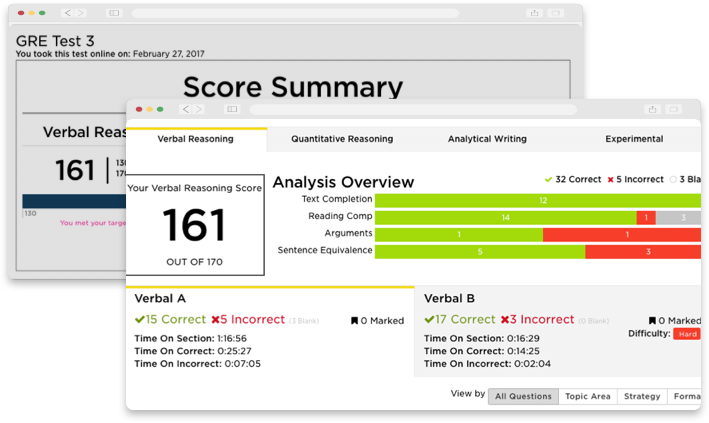 GRE Test 3
You took this test online on: February 27, 2017
Score Summary
Verbal Reas
161
130
170
130
You met your targe
Verbal Reasoning
Quantitative Reasoning
Analytical Writing
Experimental
Your Verbal Reasoning Score
161
OUT OF 170
Analysis Overview
32 Correct 5 Incorrect 3 Bla
Text Completion 12
Reading Comp 14 1 3
Arguments 1 1
Sentence Equivalence 5 3
Verbal A
15 Correct 5 Incorrect (3 Blank) 0 Marked
Time On Section: 1:16:56
Time On Correct: 0:25:27
Time On Incorrect: 0:07:05
Verbal B
17 Correct 3 Incorrect (0 Blank) 0 Marked
Difficulty: Hard
Time On Section: 0:16:29
Time On Correct: 0:14:25
Time On Incorrect: 0:02:04
View by All Questions Topic Area Strategy Forma